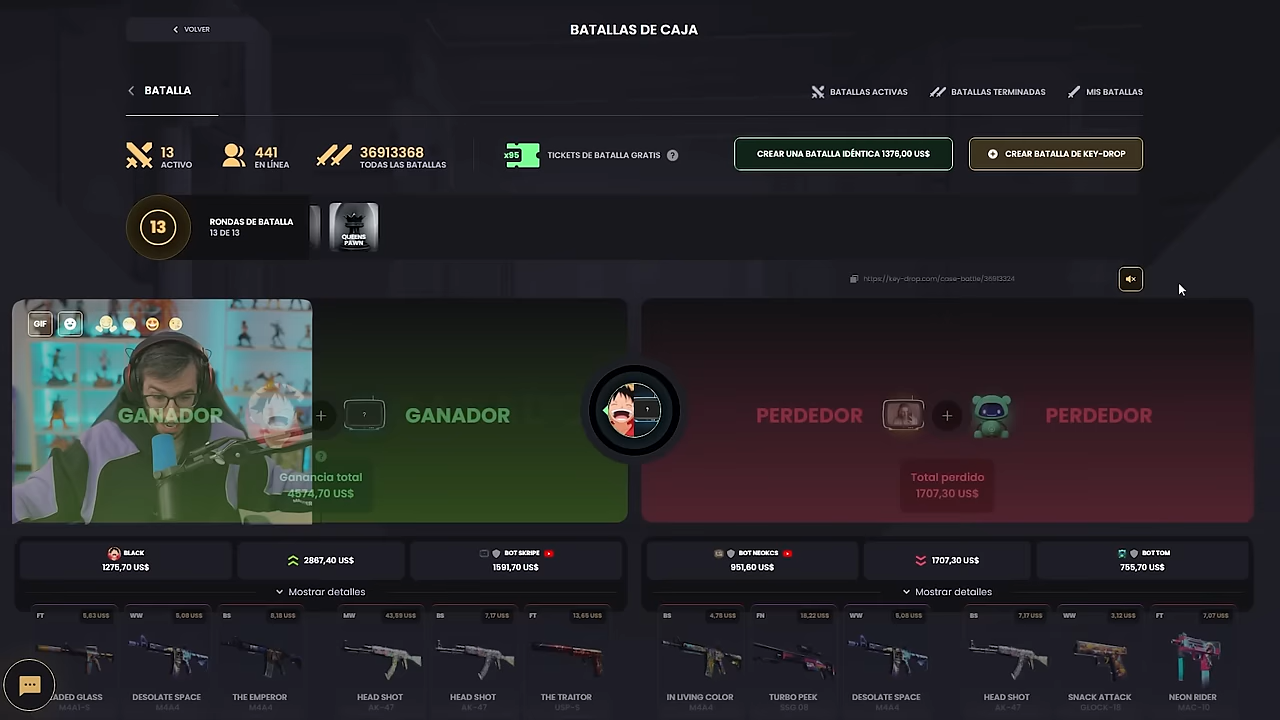 VOLVER
BATALLAS DE CAJA
BATALLA
BATALLAS ACTIVAS
BATALLAS TERMINADAS
MIS BATALLAS
13
ACTIVO
441
EN LÍNEA
36913368
TODAS LAS BATALLAS
x95
TICKETS DE BATALLA GRATIS
?
CREAR UNA BATALLA IDÉNTICA 1376,00 US$
CREAR BATALLA DE KEY-DROP
13
RONDAS DE BATALLA
13 DE 13
QUEENS
PAWN
https://key-drop.com/case-battle/36913224
GIF
GANADOR
+
?
GANADOR
?
Ganancia total
4574,70 US$
PERDEDOR
+
PERDEDOR
Total perdido
1707,30 US$
BLACK
1275,70 US$
2867,40 US$
BOT SKRIPE
1591,70 US$
BOT NEOKCS
951,60 US$
1707,30 US$
BOT TOM
755,70 US$
Mostrar detalles
Mostrar detalles
FT 5,63 US$
WW 5,08 US$
BS 8,18 US$
MW 43,59 US$
BS 7,17 US$
FT 13,65 US$
BS 4,75 US$
FN 18,22 US$
WW 5,08 US$
BS 7,17 US$
WW 3,12 US$
FT 7,07 US$
ADED GLASS
M4A1-S
DESOLATE SPACE
M4A4
THE EMPEROR
M4A4
HEAD SHOT
AK-47
HEAD SHOT
AK-47
THE TRAITOR
USP-S
IN LIVING COLOR
M4A4
TURBO PEEK
SSG 08
DESOLATE SPACE
M4A4
HEAD SHOT
AK-47
SNACK ATTACK
GLOCK-18
NEON RIDER
MAC-10